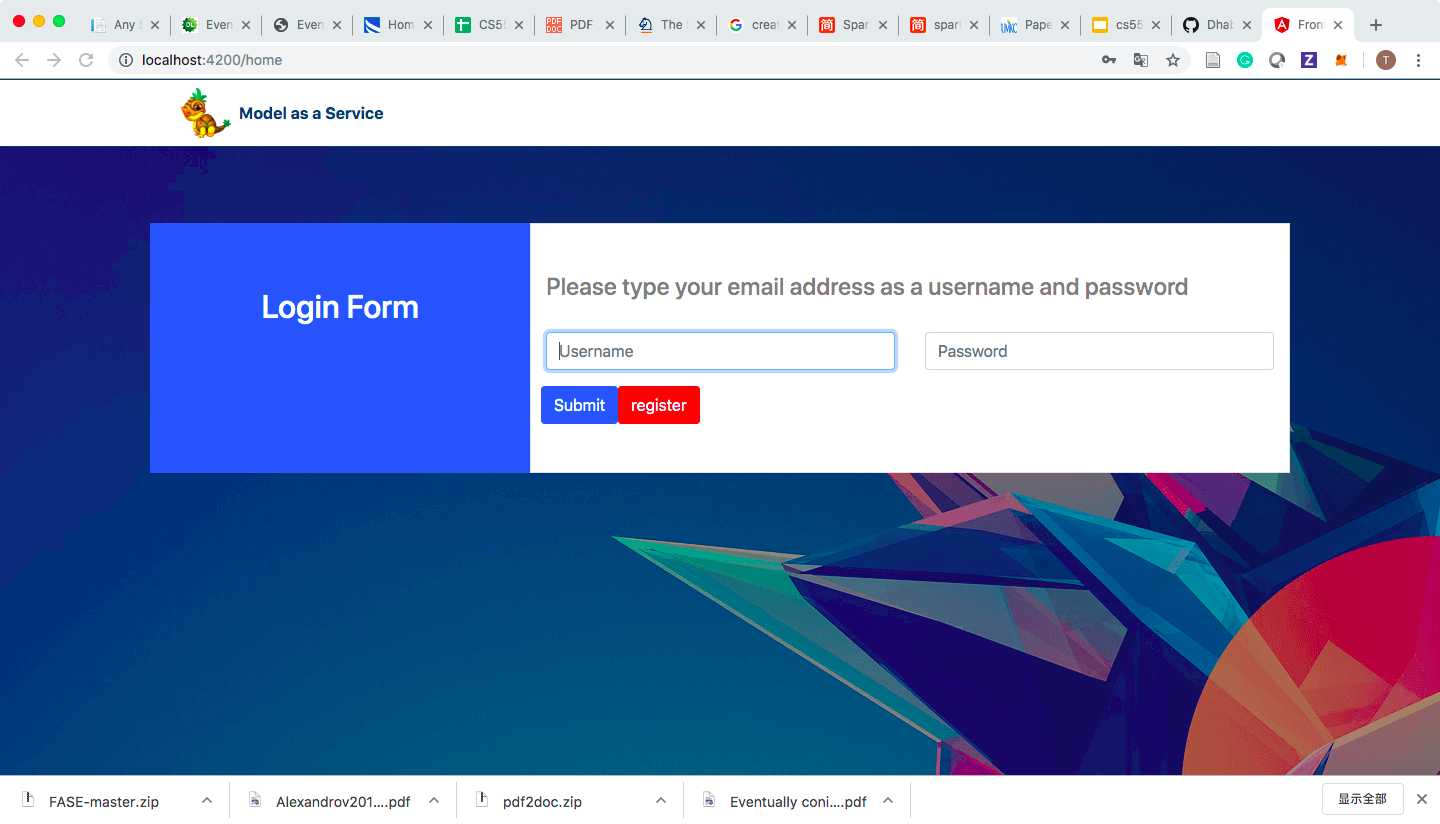 Any S
Even
Even
Hom
CS55
PDF
The S
creat
Spar
spar
Pape
cs55
Dhab
Fron
localhost:4200/home
T
Model as a Service
Login Form
Please type your email address as a username and password
Username
Password
Submit
register
FASE-master.zip
Alexandrov201....pdf
pdf2doc.zip
Eventually coni....pdf
显示全部